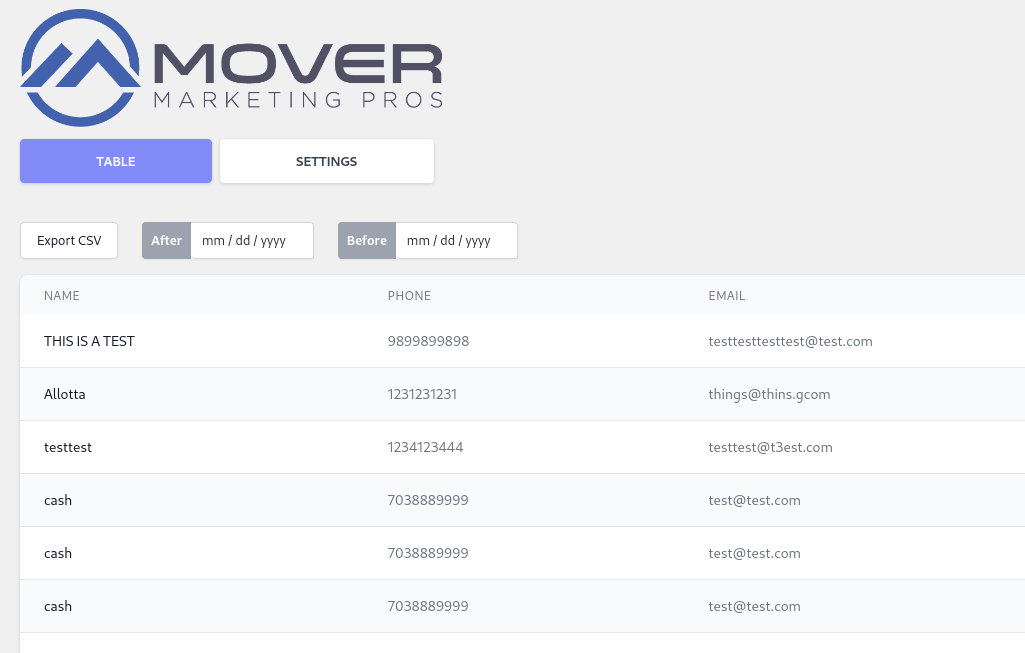 MOVER
MARKETING PROS
TABLE SETTINGS
Export CSV After mm / dd / yyyy Before mm / dd / yyyy
NAME PHONE EMAIL
THIS IS A TEST 9899899898 testtesttesttest@test.com
Allotta 1231231231 things@thins.gcom
testtest 1234123444 testtest@t3est.com
cash 7038889999 test@test.com
cash 7038889999 test@test.com
cash 7038889999 test@test.com